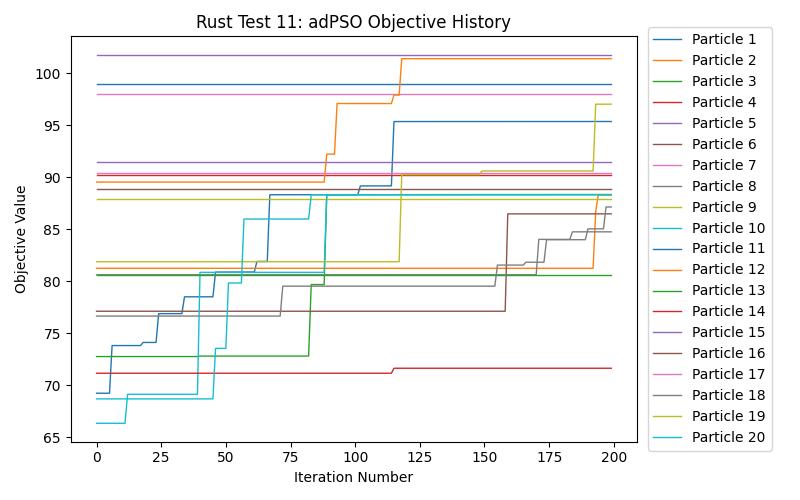 Rust Test 11: adPSO Objective History
Objective Value
100
95
90
85
80
75
70
65
0
25
50
75
100
125
150
175
200
Iteration Number
Particle 1
Particle 2
Particle 3
Particle 4
Particle 5
Particle 6
Particle 7
Particle 8
Particle 9
Particle 10
Particle 11
Particle 12
Particle 13
Particle 14
Particle 15
Particle 16
Particle 17
Particle 18
Particle 19
Particle 20